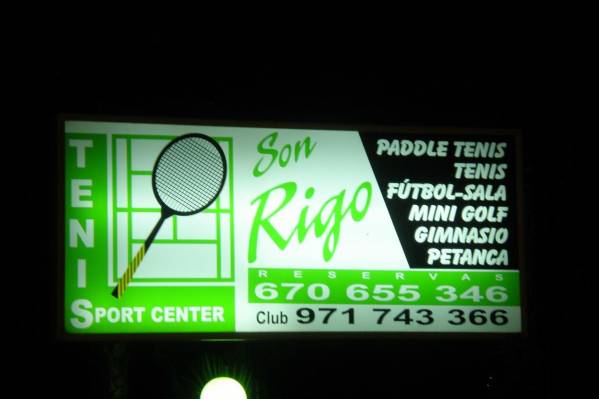 TENIS
SPORT CENTER
Son
Rigo
PADDLE TENIS
TENIS
FÚTBOL-SALA
MINI GOLF
GIMNASIO
PETANCA
RESERVAS
670 655 346
Club 971 743 366